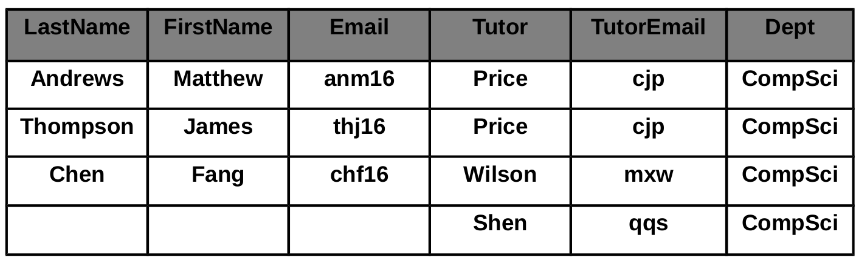 LastName FirstName Email Tutor TutorEmail Dept
Andrews Matthew anm16 Price cjp CompSci
Thompson James thj16 Price cjp CompSci
Chen Fang chf16 Wilson mxw CompSci
Shen qqs CompSci